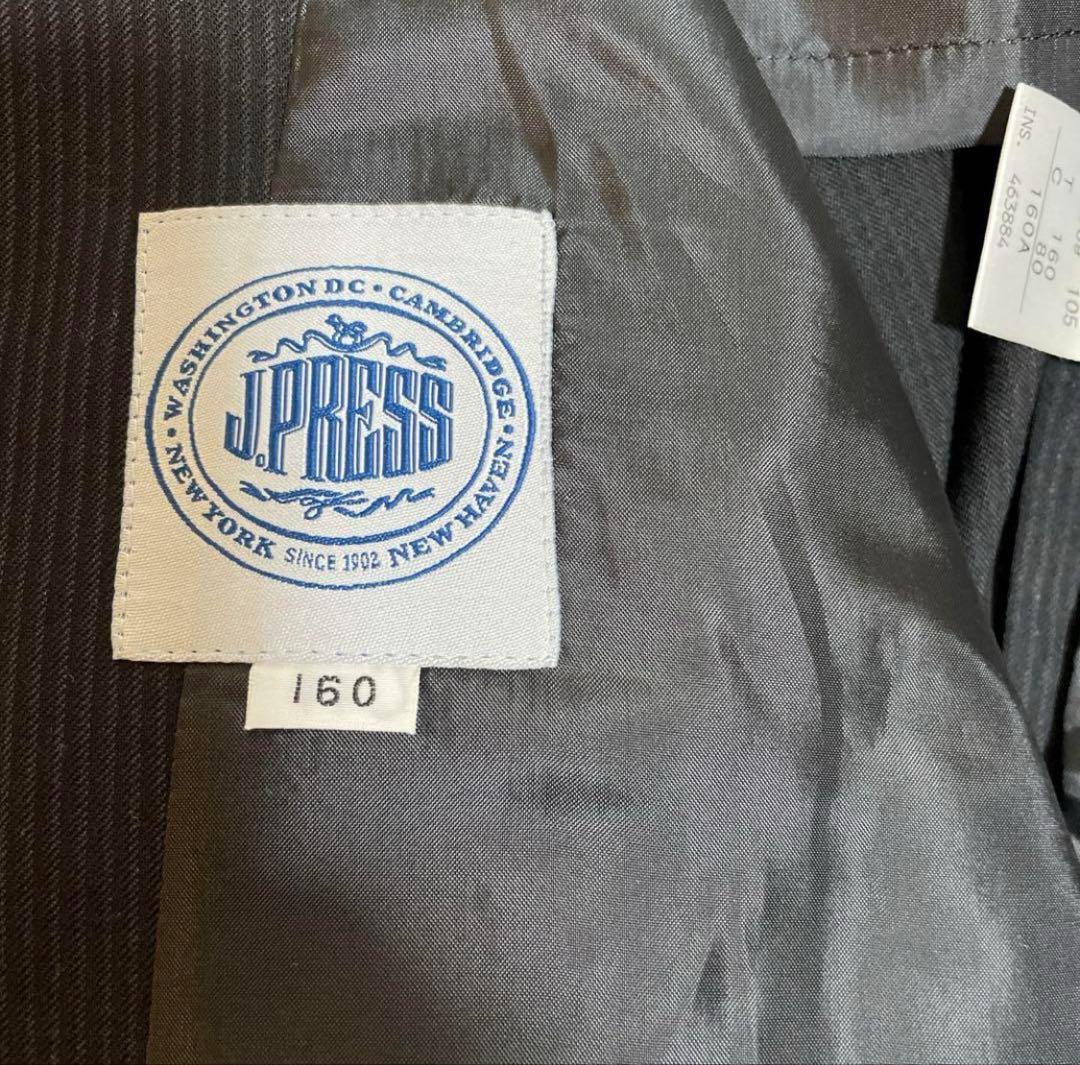 WASHINGTON DC • CAMBRIDGE •
J.PRESS
NEW YORK SINCE 1902 NEW HAVEN
160
105
160 80
T 160A
C
INS. 463884